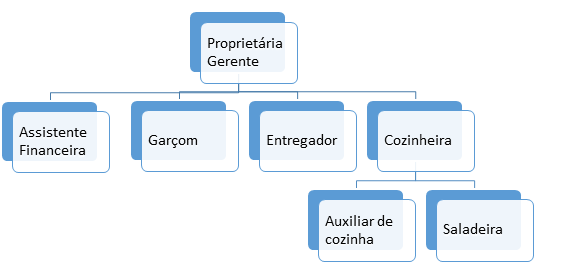 Proprietária
Gerente
Assistente
Financeira
Garçom
Entregador
Cozinheira
Auxiliar de
cozinha
Saladeira